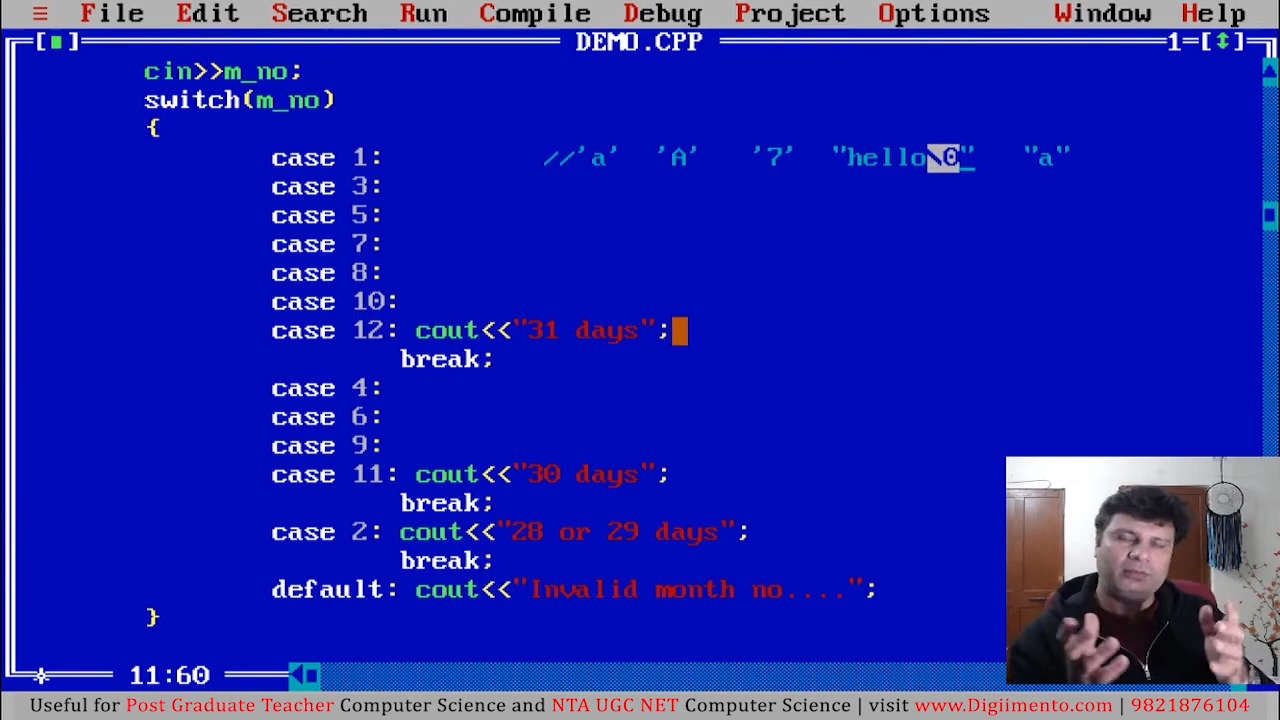 ≡ File Edit Search Run Compile Debug Project Options Window Help
[■] DEMO.CPP 1=[↕]
cin>>m_no;
switch(m_no)
{
case 1: //'a' 'A' '7' "hello\0"_ "a"
case 3:
case 5:
case 7:
case 8:
case 10:
case 12: cout<<"31 days";
break;
case 4:
case 6:
case 9:
case 11: cout<<"30 days";
break;
case 2: cout<<"28 or 29 days";
break;
default: cout<<"Invalid month no....";
}
11:60
Useful for Post Graduate Teacher Computer Science and NTA UGC NET Computer Science | visit www.Digiimento.com | 9821876104